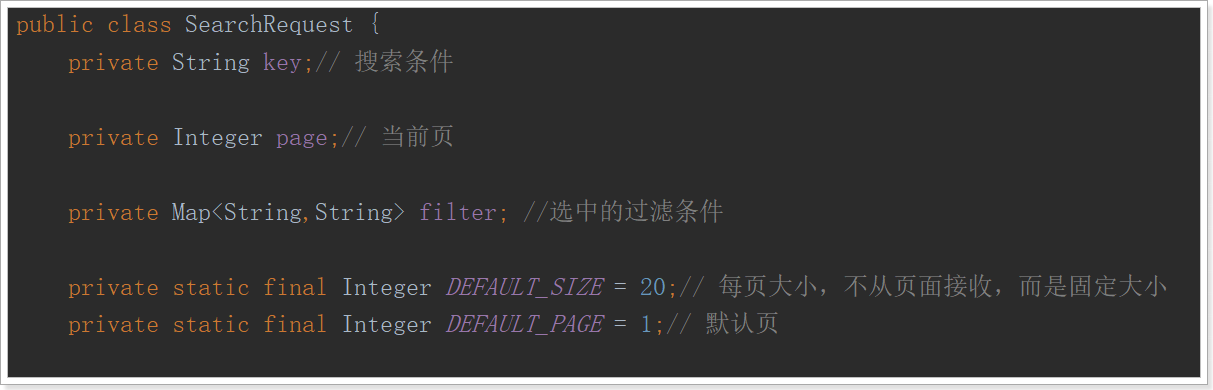 public class SearchRequest {
    private String key;// 搜索条件
    private Integer page;// 当前页
    private Map<String,String> filter; //选中的过滤条件
    private static final Integer DEFAULT_SIZE = 20;// 每页大小，不从页面接收，而是固定大小
    private static final Integer DEFAULT_PAGE = 1;// 默认页